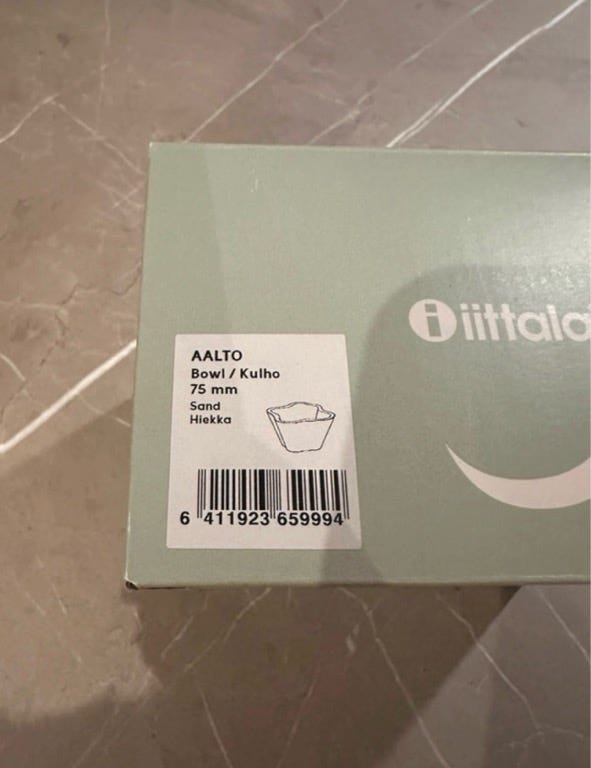 iittala
AALTO
Bowl / Kulho
75 mm
Sand
Hiekka
6 411923 659994